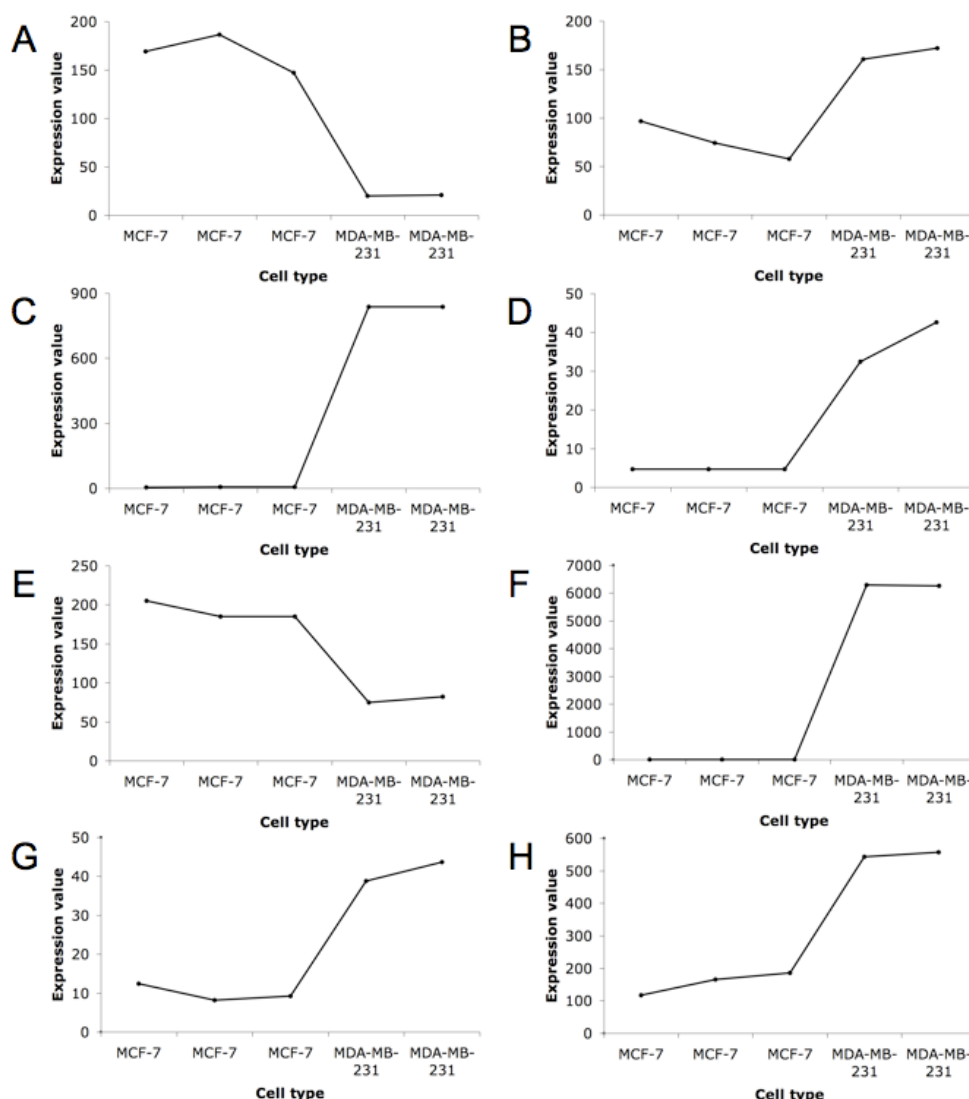 A
Expression value
200
150
100
50
0
MCF-7 MCF-7 MCF-7 MDA-MB-231 MDA-MB-231
Cell type
B
Expression value
200
150
100
50
0
MCF-7 MCF-7 MCF-7 MDA-MB-231 MDA-MB-231
Cell type
C
Expression value
900
600
300
0
MCF-7 MCF-7 MCF-7 MDA-MB-231 MDA-MB-231
Cell type
D
Expression value
50
40
30
20
10
0
MCF-7 MCF-7 MCF-7 MDA-MB-231 MDA-MB-231
Cell type
E
Expression value
250
200
150
100
50
0
MCF-7 MCF-7 MCF-7 MDA-MB-231 MDA-MB-231
Cell type
F
Expression value
7000
6000
5000
4000
3000
2000
1000
0
MCF-7 MCF-7 MCF-7 MDA-MB-231 MDA-MB-231
Cell type
G
Expression value
50
40
30
20
10
0
MCF-7 MCF-7 MCF-7 MDA-MB-231 MDA-MB-231
Cell type
H
Expression value
600
500
400
300
200
100
0
MCF-7 MCF-7 MCF-7 MDA-MB-231 MDA-MB-231
Cell type